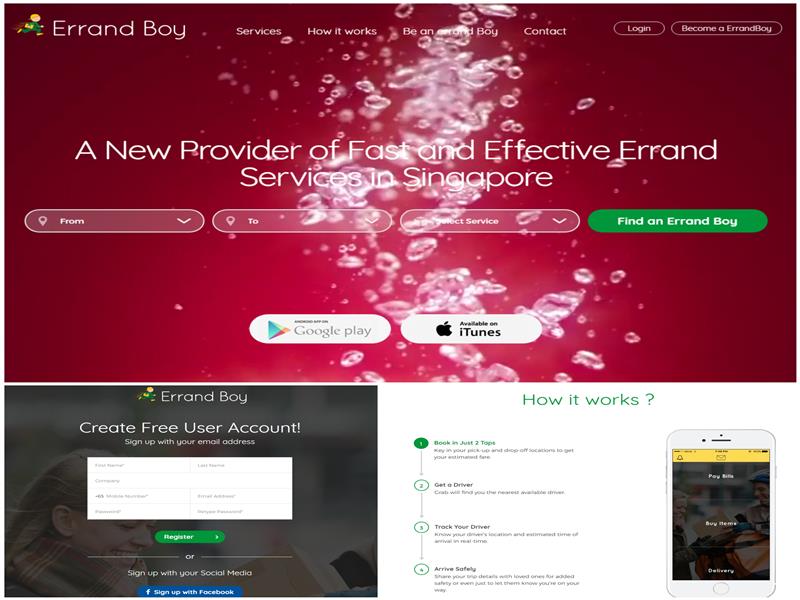 Errand Boy
Services
How it works
Be an errand Boy
Contact
Login
Become a ErrandBoy
A New Provider of Fast and Effective Errand
Services in Singapore
From
To
Select Service
Find an Errand Boy
ANDROID APP ON
Google play
Available on
iTunes
Errand Boy
Create Free User Account!
Sign up with your email address
First Name*
Last Name
Company
+65 Mobile Number*
Email Address*
Password*
Retype Password*
Register
or
Sign up with your Social Media
f Sign up with Facebook
How it works ?
1 Book in Just 2 Taps
Key in your pick-up and drop off locations to get
your estimated fare.
2 Get a Driver
Grab will find you the nearest available driver.
3 Track Your Driver
Know your driver's location and estimated time of
arrival in real-time.
4 Arrive Safely
Share your trip details with loved ones for added
safety or even just to let them know you're on your
way.
Pay Bills
Buy Items
Delivery